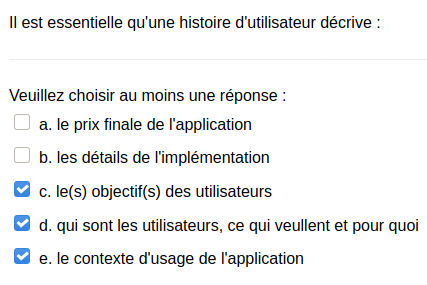 Il est essentielle qu'une histoire d'utilisateur décrive :
Veuillez choisir au moins une réponse :
a. le prix finale de l'application
b. les détails de l'implémentation
c. le(s) objectif(s) des utilisateurs
d. qui sont les utilisateurs, ce qui veullent et pour quoi
e. le contexte d'usage de l'application